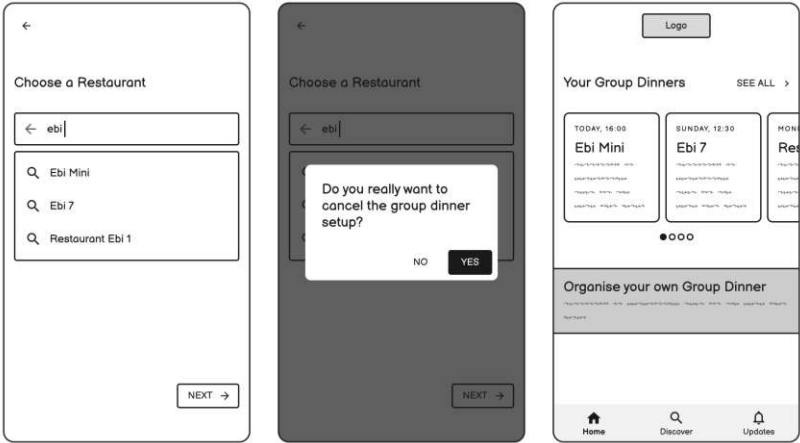 Choose a Restaurant
ebi
Ebi Mini
Ebi 7
Restaurant Ebi 1
NEXT
Choose a Restaurant
ebi
Do you really want to
cancel the group dinner
setup?
NO YES
NEXT
Logo
Your Group Dinners SEE ALL
TODAY, 16:00
Ebi Mini
SUNDAY, 12:30
Ebi 7
Organise your own Group Dinner
Home Discover Updates